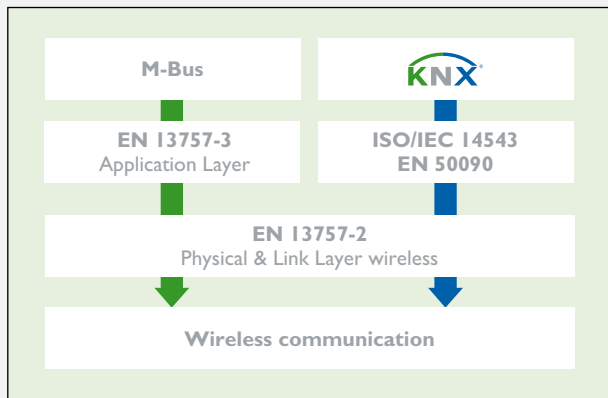 M-Bus
KNX®
EN 13757-3
Application Layer
ISO/IEC 14543
EN 50090
EN 13757-2
Physical & Link Layer wireless
Wireless communication